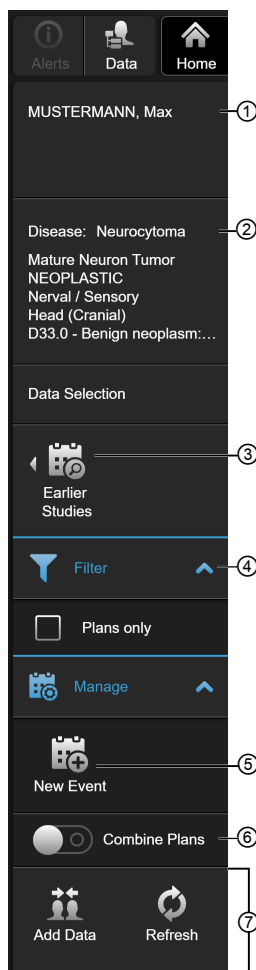 Alerts
Data
Home
MUSTERMANN, Max
①
Disease: Neurocytoma
②
Mature Neuron Tumor
NEOPLASTIC
Nerval / Sensory
Head (Cranial)
D33.0 - Benign neoplasm:...
Data Selection
③
Earlier
Studies
Filter
④
Plans only
Manage
⑤
New Event
Combine Plans
⑥
Add Data
Refresh
⑦